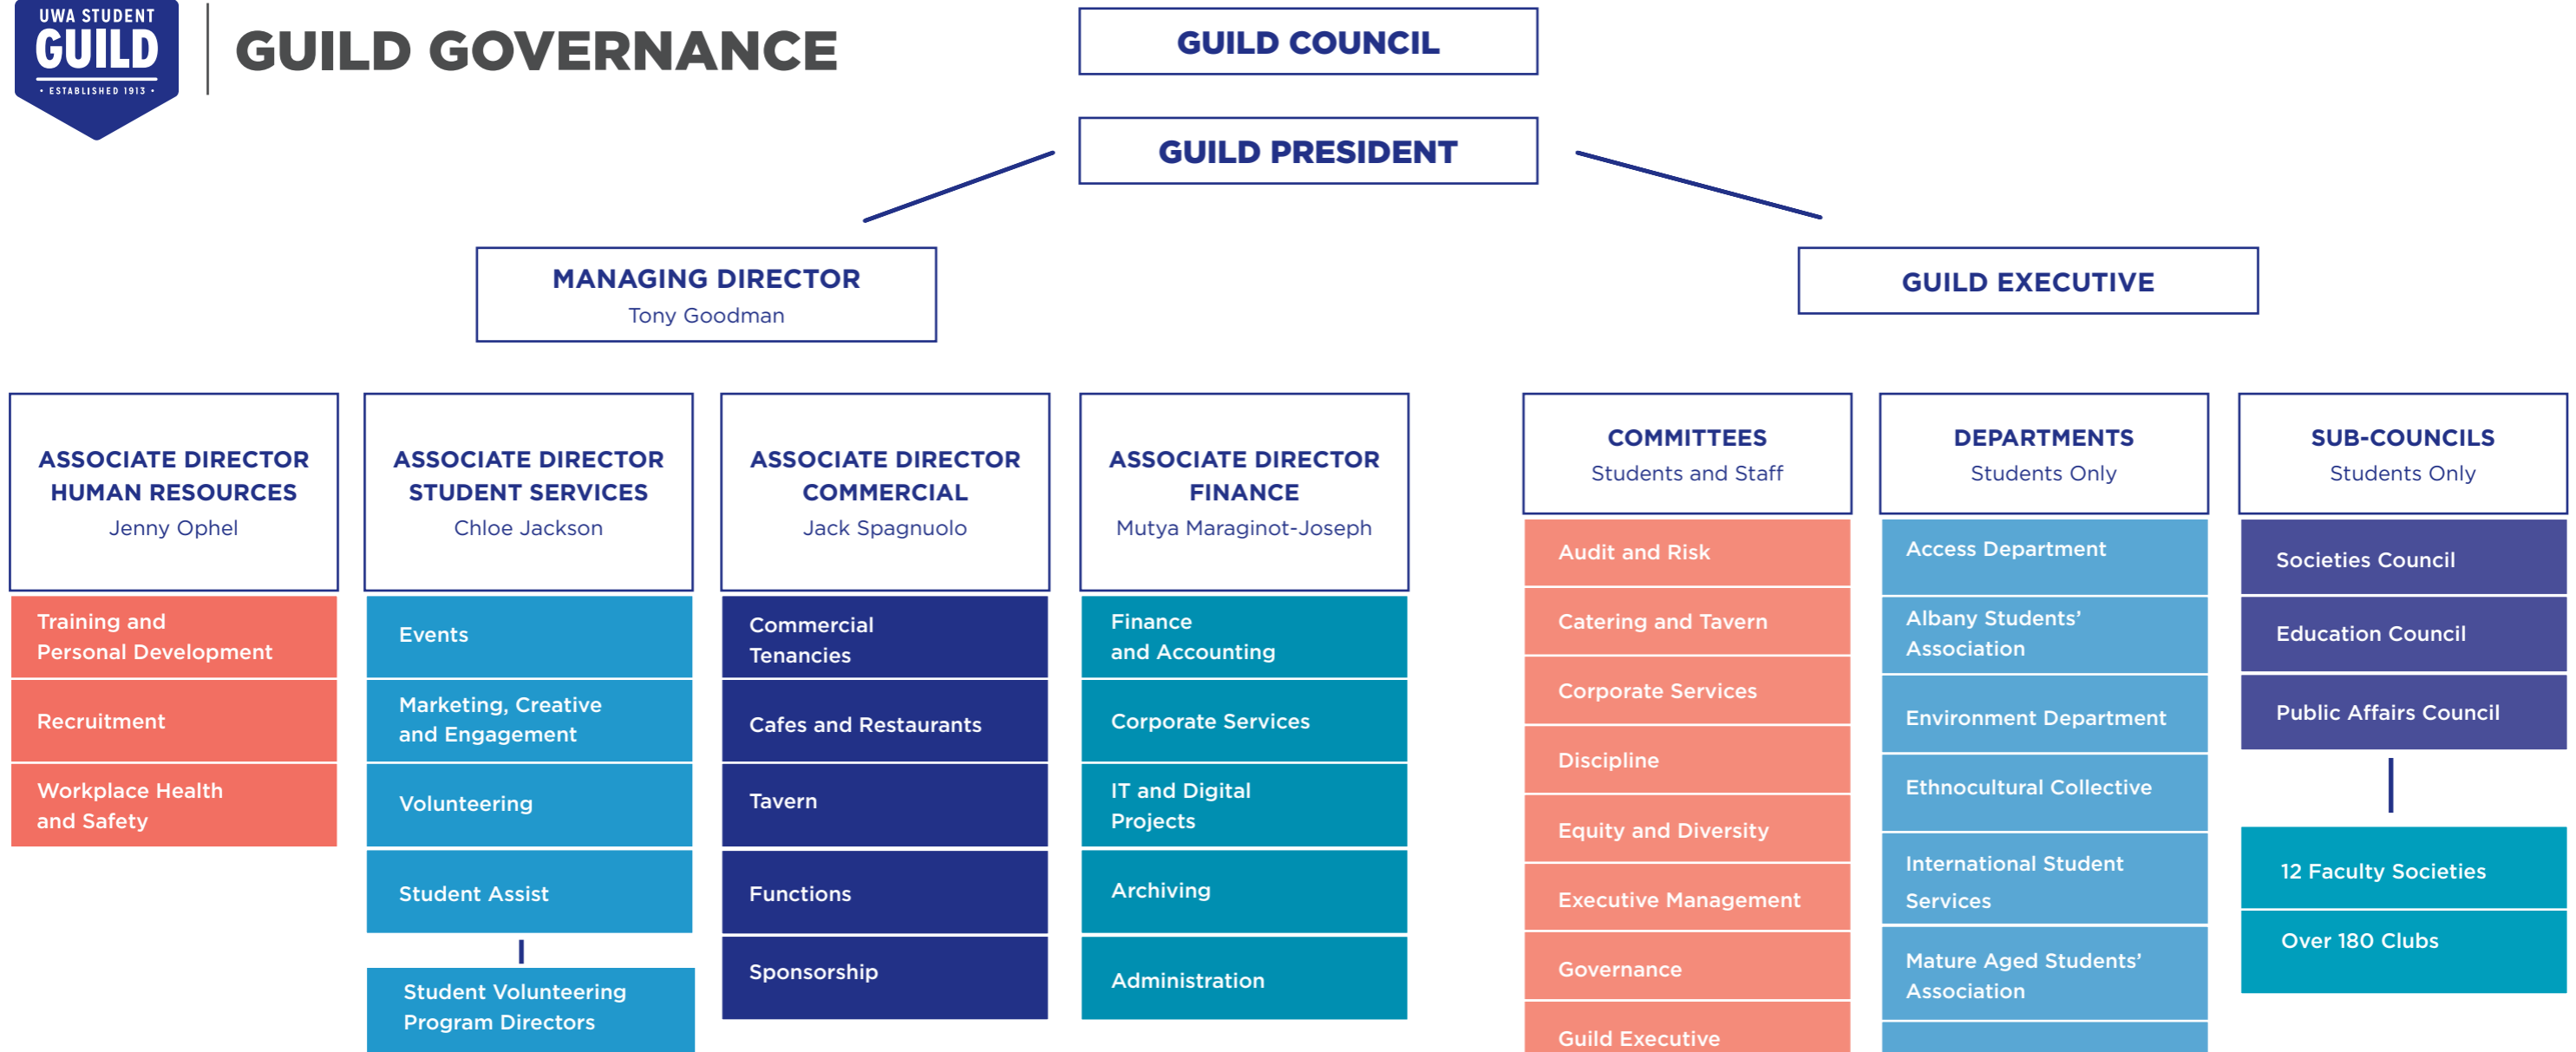 UWA STUDENT
GUILD
• ESTABLISHED 1913 •
GUILD GOVERNANCE
GUILD COUNCIL
GUILD PRESIDENT
MANAGING DIRECTOR
Tony Goodman
GUILD EXECUTIVE
ASSOCIATE DIRECTOR
HUMAN RESOURCES
Jenny Ophel
Training and
Personal Development
Recruitment
Workplace Health
and Safety
ASSOCIATE DIRECTOR
STUDENT SERVICES
Chloe Jackson
Events
Marketing, Creative
and Engagement
Volunteering
Student Assist
Student Volunteering
Program Directors
ASSOCIATE DIRECTOR
COMMERCIAL
Jack Spagnuolo
Commercial
Tenancies
Cafes and Restaurants
Tavern
Functions
Sponsorship
ASSOCIATE DIRECTOR
FINANCE
Mutya Maraginot-Joseph
Finance
and Accounting
Corporate Services
IT and Digital
Projects
Archiving
Administration
COMMITTEES
Students and Staff
Audit and Risk
Catering and Tavern
Corporate Services
Discipline
Equity and Diversity
Executive Management
Governance
Guild Executive
DEPARTMENTS
Students Only
Access Department
Albany Students’
Association
Environment Department
Ethnocultural Collective
International Student
Services
Mature Aged Students’
Association
SUB-COUNCILS
Students Only
Societies Council
Education Council
Public Affairs Council
12 Faculty Societies
Over 180 Clubs